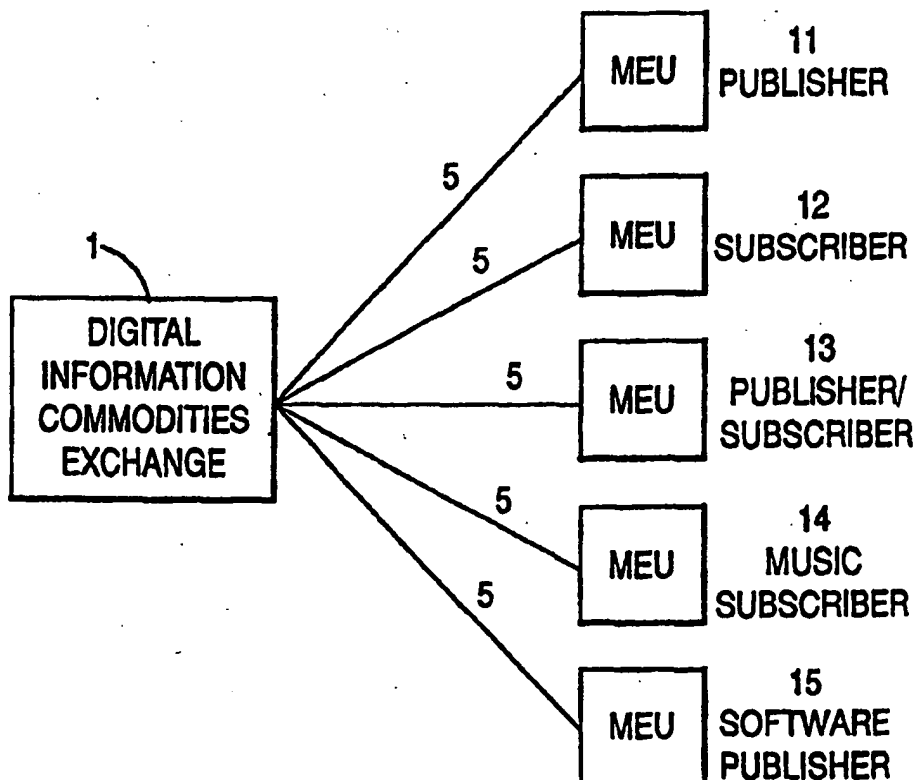 1
DIGITAL
INFORMATION
COMMODITIES
EXCHANGE
5
5
5
5
5
MEU
11
PUBLISHER
MEU
12
SUBSCRIBER
MEU
13
PUBLISHER/
SUBSCRIBER
MEU
14
MUSIC
SUBSCRIBER
MEU
15
SOFTWARE
PUBLISHER